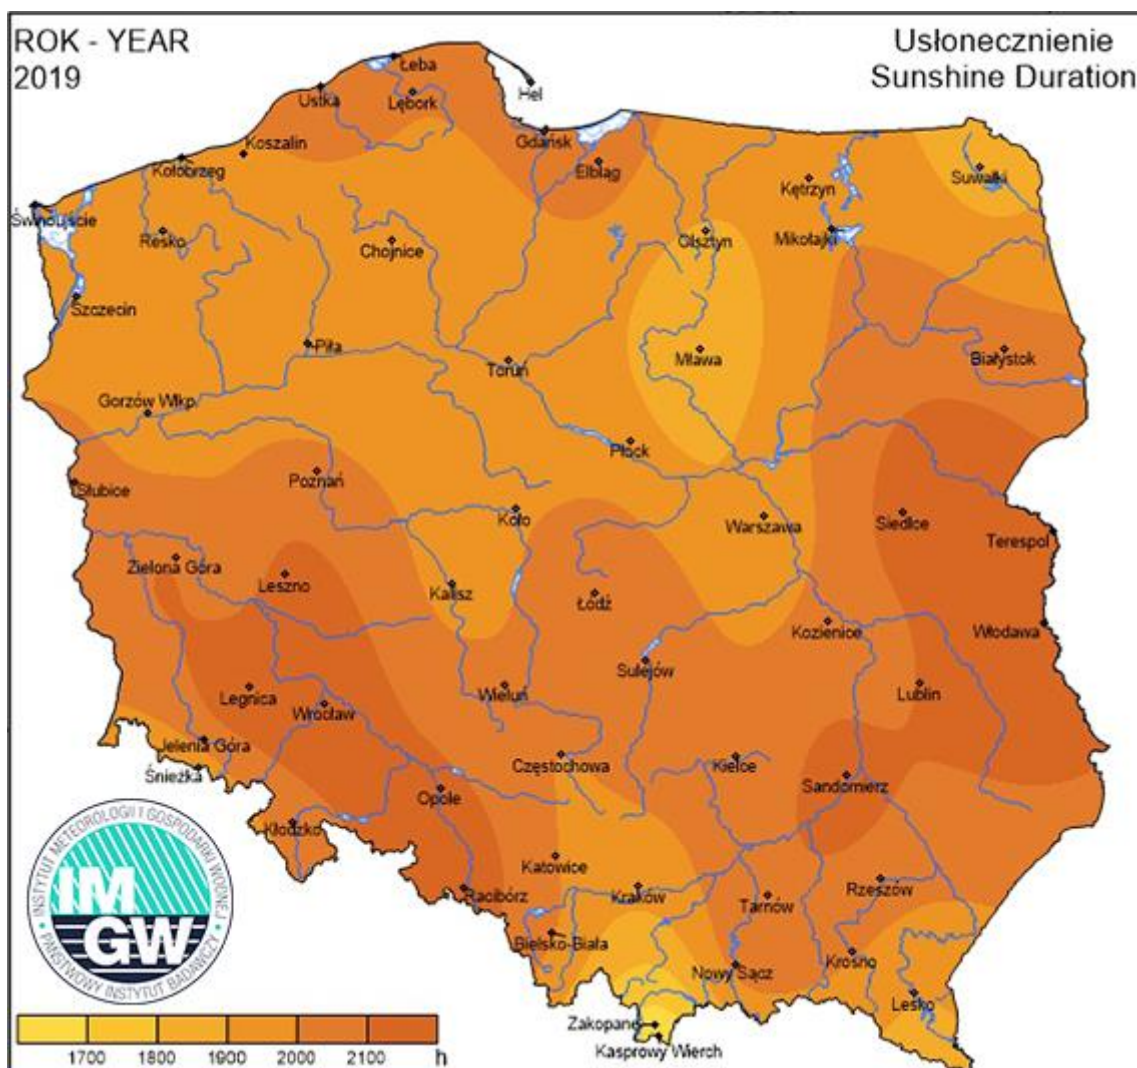 ROK - YEAR
2019
Usłonecznienie
Sunshine Duration
Łeba
Hel
Ustka
Lębork
Gdańsk
Koszalin
Kołobrzeg
Elbląg
Suwałki
Kętrzyn
Świnoujście
Resko
Chojnice
Olsztyn
Mikołajki
Szczecin
Piła
Toruń
Mława
Białystok
Gorzów Wlkp.
Płock
Słubice
Poznań
Koło
Warszawa
Siedlce
Terespol
Zielona Góra
Leszno
Kalisz
Łódź
Kozienice
Włodawa
Sulejów
Legnica
Wrocław
Wieluń
Lublin
Jelenia Góra
Śnieżka
Częstochowa
Kielce
Sandomierz
Opole
Kłodzko
Katowice
Kraków
Racibórz
Tarnów
Rzeszów
Bielsko-Biała
Nowy Sącz
Krosno
Lesko
Zakopane
Kasprowy Wierch
INSTYTUT METEOROLOGII I GOSPODARKI WODNEJ
IM
GW
PAŃSTWOWY INSTYTUT BADAWCZY
1700 1800 1900 2000 2100 h